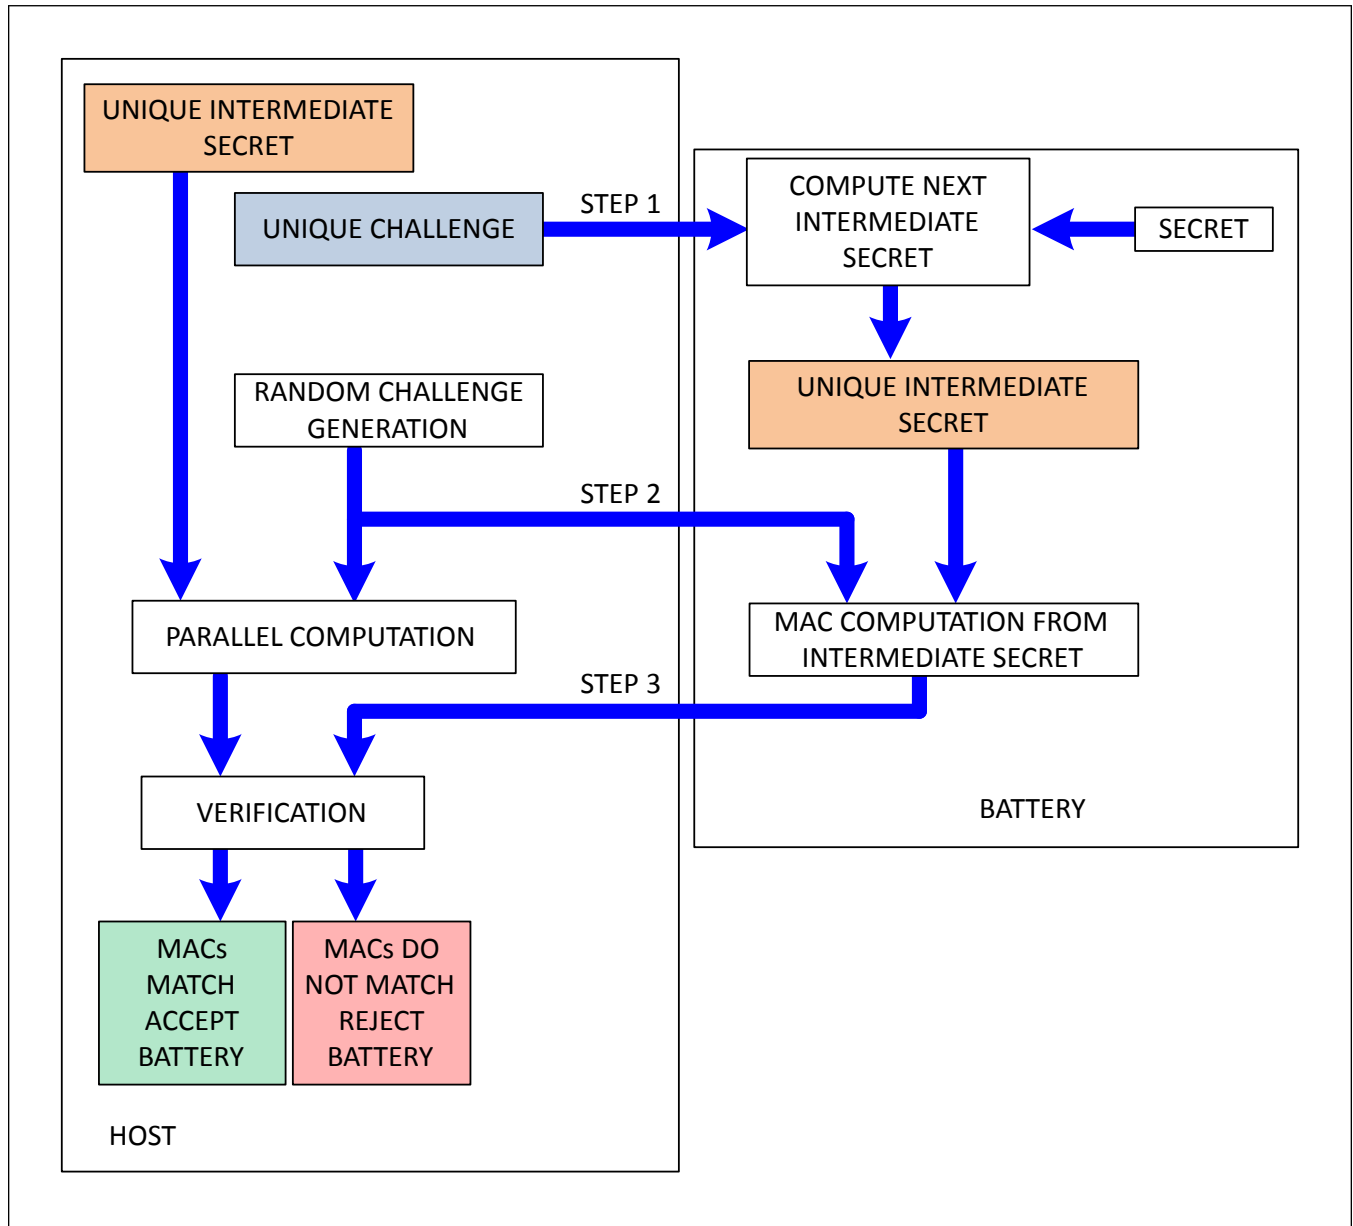 UNIQUE INTERMEDIATE
SECRET
UNIQUE CHALLENGE
STEP 1
COMPUTE NEXT
INTERMEDIATE
SECRET
SECRET
RANDOM CHALLENGE
GENERATION
UNIQUE INTERMEDIATE
SECRET
STEP 2
PARALLEL COMPUTATION
MAC COMPUTATION FROM
INTERMEDIATE SECRET
STEP 3
VERIFICATION
BATTERY
MACs
MATCH
ACCEPT
BATTERY
MACs DO
NOT MATCH
REJECT
BATTERY
HOST